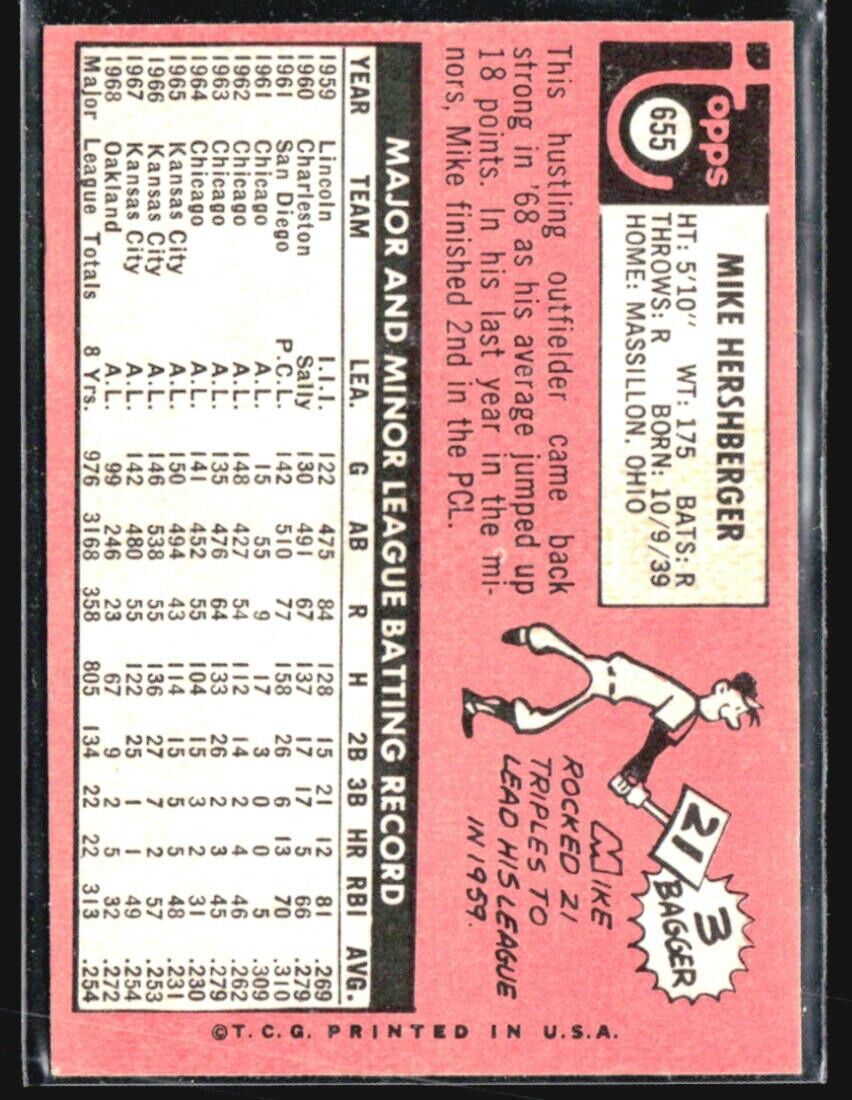 Topps
655
MIKE HERSHBERGER
HT: 5'10" WT: 175 BATS: R
THROWS: R BORN: 10/9/39
HOME: MASSILLON, OHIO
This hustling outfielder came back
strong in '68 as his average jumped up
18 points. In his last year in the mi-
nors, Mike finished 2nd in the PCL.
3
BAGGER
21
MIKE
ROCKED 21
TRIPLES TO
LEAD HIS LEAGUE
IN 1959.
MAJOR AND MINOR LEAGUE BATTING RECORD
YEAR TEAM LEA. G AB R H 2B 3B HR RBI AVG.
1959 Lincoln I.I.I. 122 475 84 128 15 21 12 81 .269
1960 Charleston Sally 130 491 67 137 17 17 5 66 .279
1961 San Diego P.C.L. 142 510 77 158 26 6 13 70 .310
1961 Chicago A.L. 15 55 9 17 3 0 0 5 .309
1962 Chicago A.L. 148 427 54 112 14 2 4 46 .262
1963 Chicago A.L. 135 476 64 133 26 2 3 45 .279
1964 Chicago A.L. 141 452 55 104 15 3 2 31 .230
1965 Kansas City A.L. 150 494 43 114 15 5 5 48 .231
1966 Kansas City A.L. 146 538 55 136 27 7 2 57 .253
1967 Kansas City A.L. 142 480 55 122 25 1 1 49 .254
1968 Oakland A.L. 99 246 23 67 9 2 5 32 .272
Major League Totals 8 Yrs. 976 3168 358 805 134 22 22 313 .254
©T.C.G. PRINTED IN U.S.A.